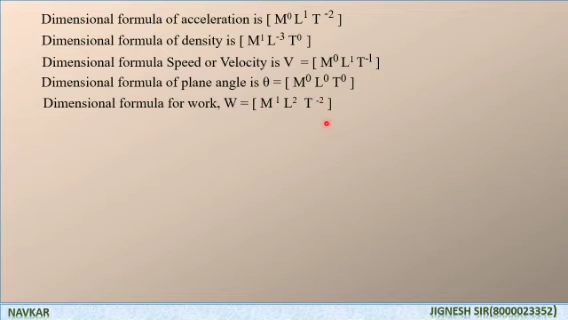 Dimensional formula of acceleration is [ M⁰ L¹ T ⁻² ]
Dimensional formula of density is [ M¹ L⁻³ T⁰ ]
Dimensional formula Speed or Velocity is V = [ M⁰ L¹ T⁻¹ ]
Dimensional formula of plane angle is θ = [ M⁰ L⁰ T⁰ ]
Dimensional formula for work, W = [ M ¹ L² T ⁻² ]
NAVKAR
JIGNESH SIR(8000023352)